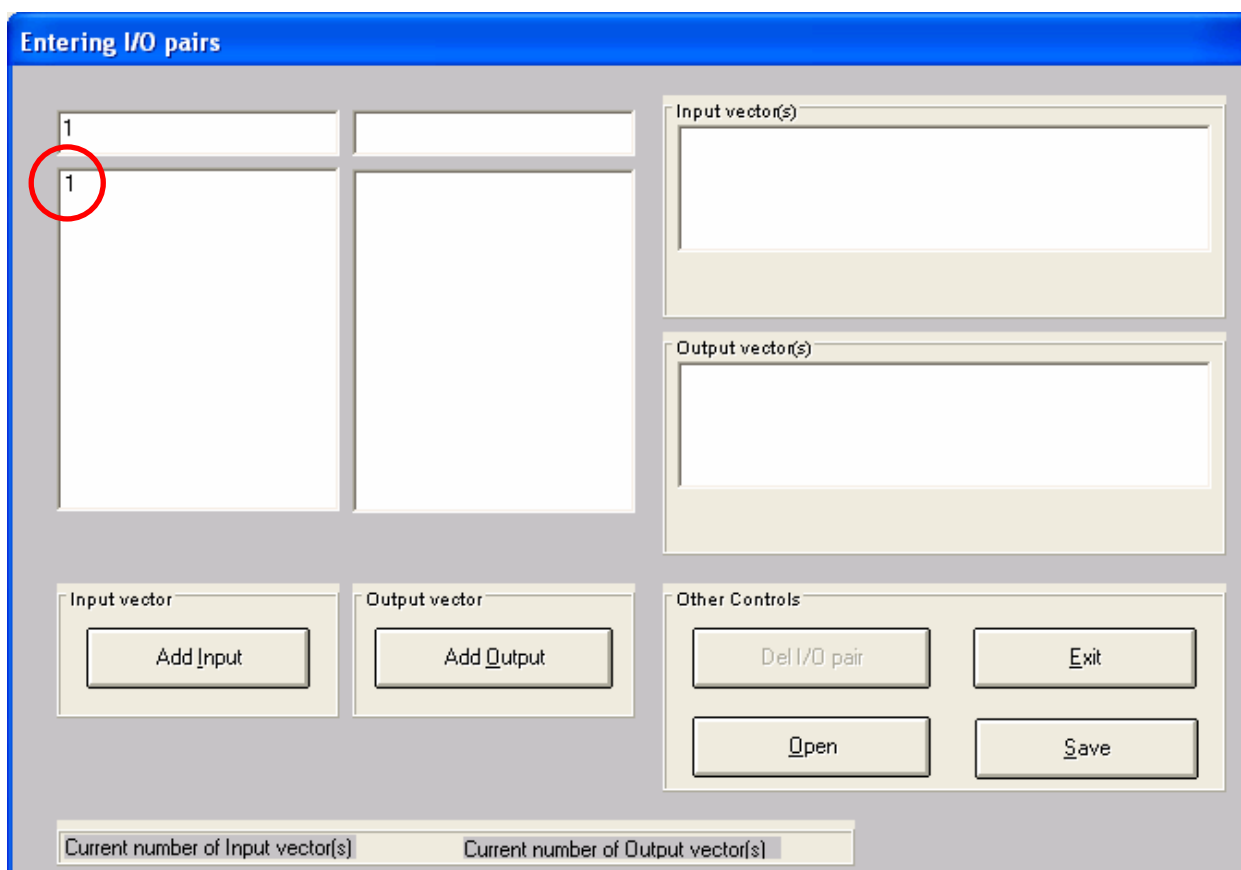 Entering I/O pairs
1
1
Input vector(s)
Output vector(s)
Input vector
Add Input
Output vector
Add Output
Other Controls
Del I/O pair
Exit
Open
Save
Current number of Input vector(s)
Current number of Output vector(s)